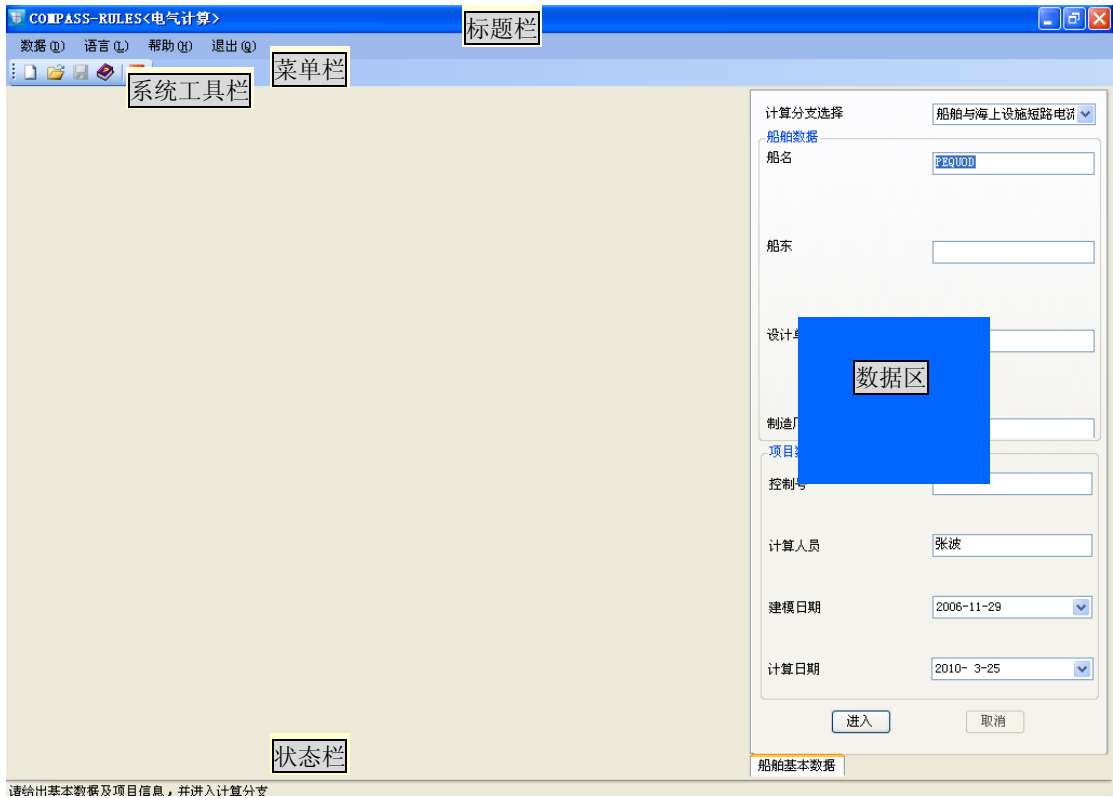 COMPASS-RULES<电气计算>
标题栏
数据(D) 语言(L) 帮助(H) 退出(Q)
菜单栏
系统工具栏
计算分支选择 船舶与海上设施短路电流
船舶数据
船名 PEQUOD
船东
设计
数据区
制造
项目
控制号
计算人员 张波
建模日期 2006-11-29
计算日期 2010- 3-25
进入 取消
状态栏
船舶基本数据
请给出基本数据及项目信息，并进入计算分支